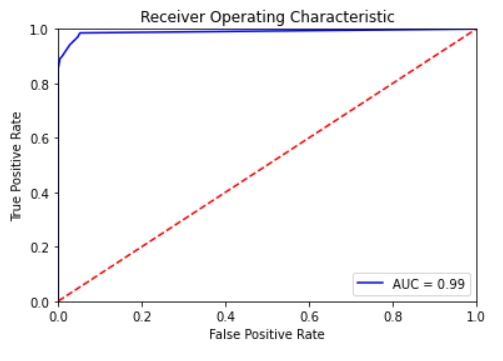 Receiver Operating Characteristic
1.0
0.8
0.6
0.4
0.2
0.0
True Positive Rate
AUC = 0.99
0.0 0.2 0.4 0.6 0.8 1.0
False Positive Rate